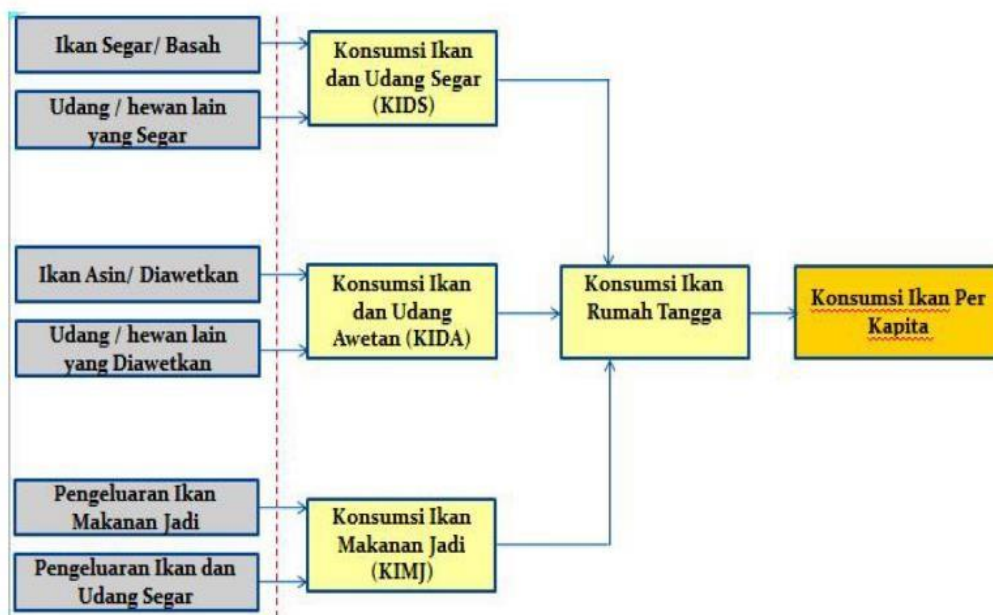 Ikan Segar/ Basah
Udang / hewan lain
yang Segar
Konsumsi Ikan
dan Udang Segar
(KIDS)
Ikan Asin/ Diawetkan
Udang / hewan lain
yang Diawetkan
Konsumsi Ikan
dan Udang
Awetan (KIDA)
Konsumsi Ikan
Rumah Tangga
Konsumsi Ikan Per
Kapita
Pengeluaran Ikan
Makanan Jadi
Pengeluaran Ikan dan
Udang Segar
Konsumsi Ikan
Makanan Jadi
(KIMJ)